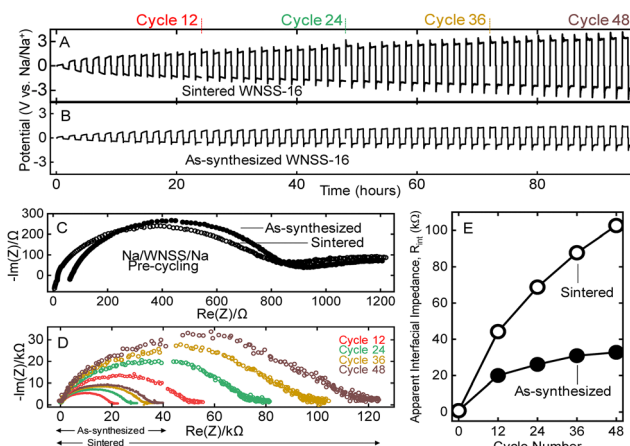 Cycle 12 Cycle 24 Cycle 36 Cycle 48
Potential (V vs. Na/Na⁺)
A
3
0
-3
Sintered WNSS-16
B
3
0
-3
As-synthesized WNSS-16
0 20 40 60 80
Time (hours)
-Im(Z)/Ω
300
200
100
0
C
As-synthesized
Sintered
Na/WNSS/Na
Pre-cycling
0 200 400 600 800 1000 1200
Re(Z)/Ω
-Im(Z)/kΩ
30
20
10
0
D
Cycle 12
Cycle 24
Cycle 36
Cycle 48
0 20 40 60 80 100 120
Re(Z)/kΩ
As-synthesized
Sintered
Apparent Interfacial Impedance, R_int (kΩ)
E
100
80
60
40
20
0
Sintered
As-synthesized
0 12 24 36 48
Cycle Number